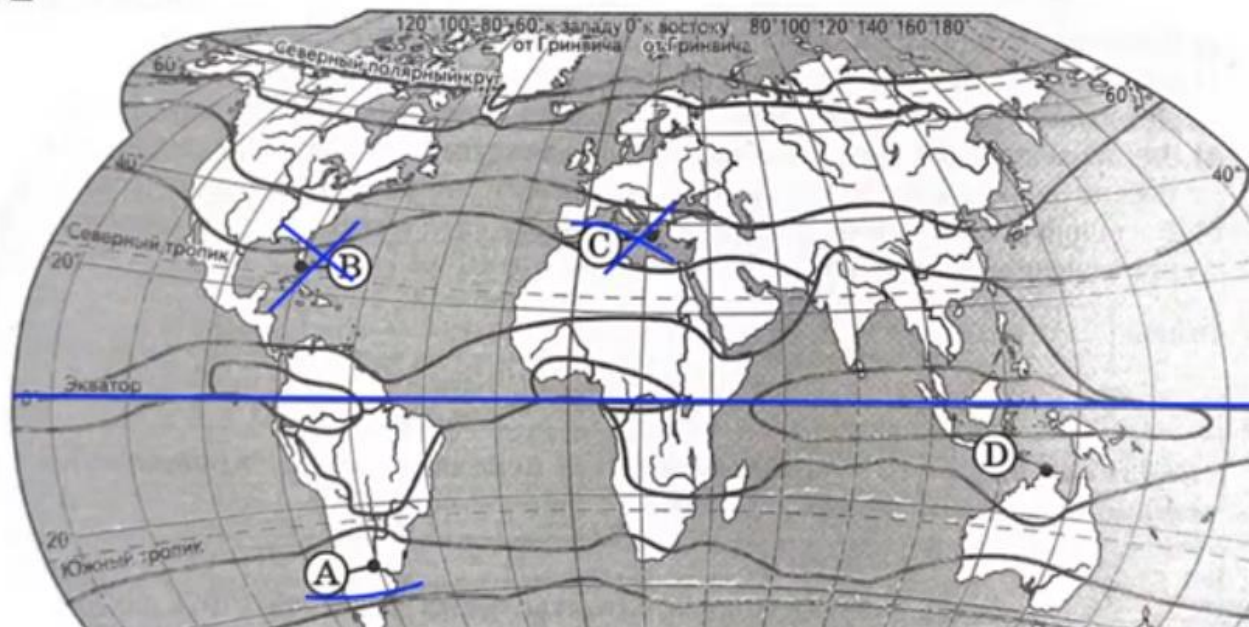 120° 100° 80° 60° к западу 0° к востоку 80° 100 120 140 160 180°
от Гринвича от Гринвича
Северный полярный круг
60°
60°
40°
40°
Северный тропик
20°
B
C
Экватор
0°
D
20°
Южный тропик
A